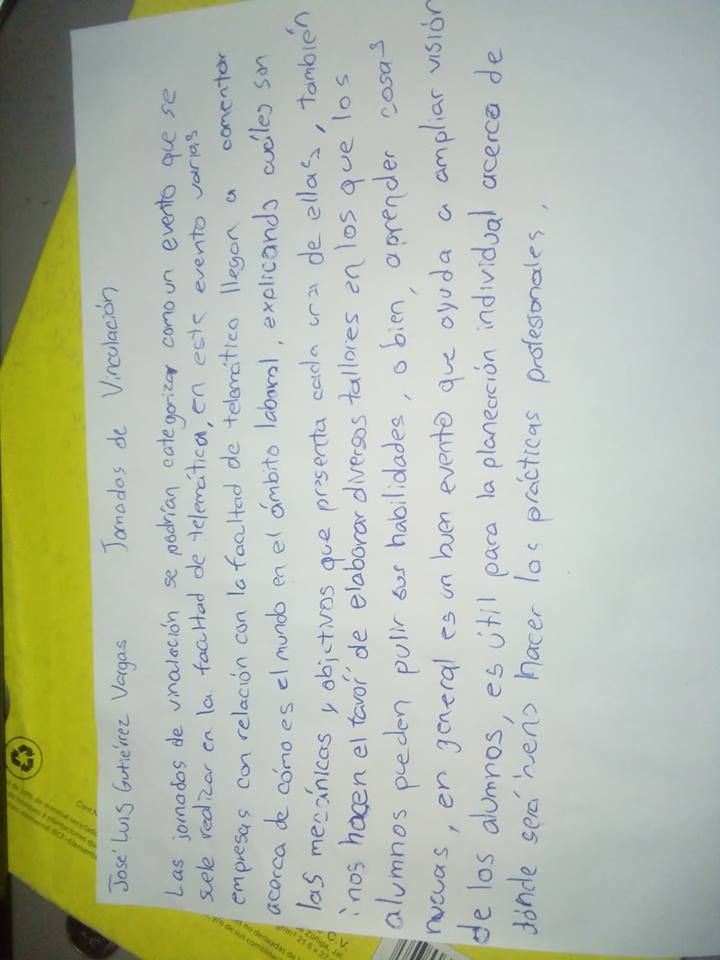 José Luis Gutiérrez Vargas Jornadas de Vinculación
Las jornadas de vinculación se podrían categorizar como un evento que se
suele realizar en la facultad de telemática, en este evento varias
empresas con relación con la facultad de telemática llegan a comentar
acerca de cómo es el mundo en el ámbito laboral, explicando cuáles son
las mecánicas y objetivos que presenta cada una de ellas, también
nos hacen el favor de elaborar diversos talleres en los que los
alumnos pueden pulir sus habilidades, o bien, aprender cosas
nuevas, en general es un buen evento que ayuda a ampliar visión
de los alumnos, es útil para la planeación individual acerca de
dónde será hacer las prácticas profesionales.
C.V.